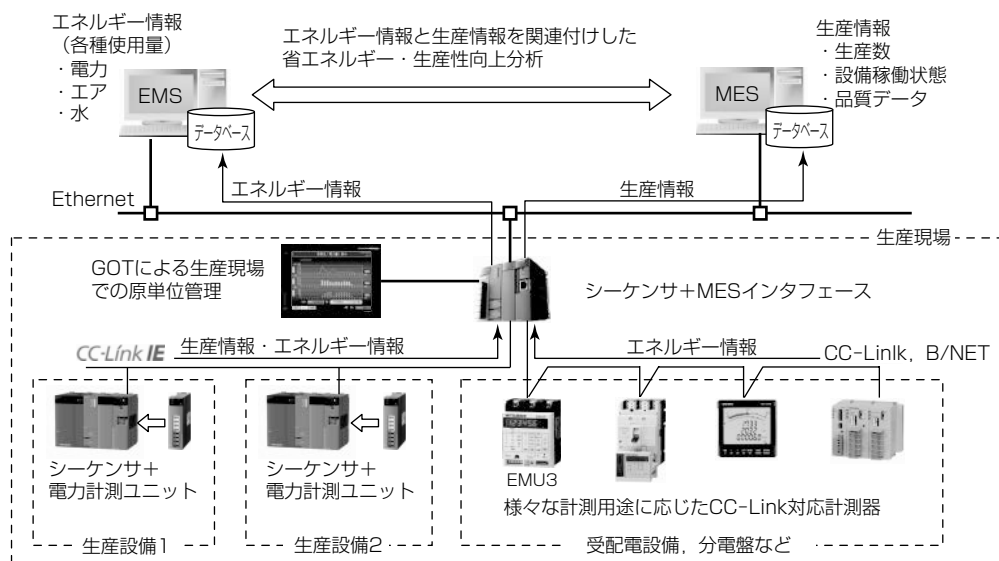 エネルギー情報
（各種使用量）
・電力
・エア
・水
EMS
データベース
エネルギー情報と生産情報を関連付けした
省エネルギー・生産性向上分析
生産情報
・生産数
・設備稼働状態
・品質データ
MES
データベース
エネルギー情報
生産情報
Ethernet
生産現場
GOTによる生産現場
での原単位管理
シーケンサ＋MESインタフェース
CC-Link IE
生産情報・エネルギー情報
エネルギー情報
CC-Linlk，B/NET
シーケンサ＋
電力計測ユニット
生産設備1
シーケンサ＋
電力計測ユニット
生産設備2
EMU3
様々な計測用途に応じたCC-Link対応計測器
受配電設備，分電盤など